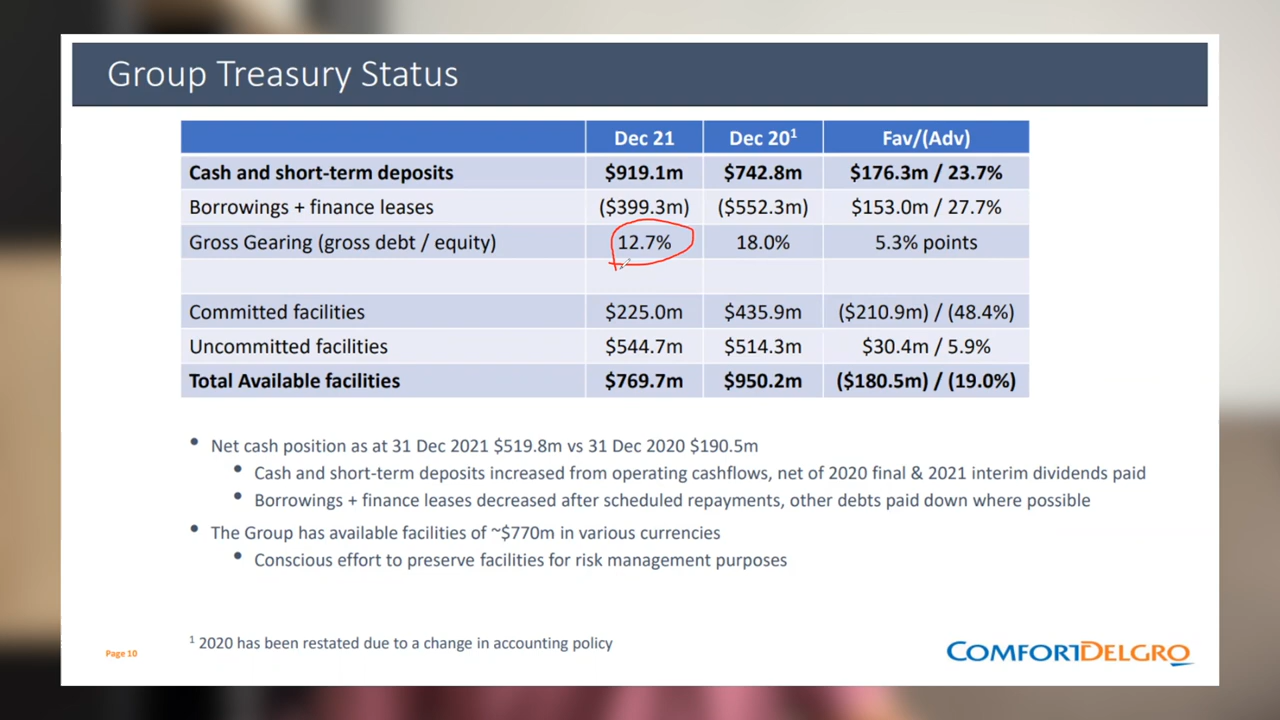 Group Treasury Status
Dec 21 Dec 20¹ Fav/(Adv)
Cash and short-term deposits $919.1m $742.8m $176.3m / 23.7%
Borrowings + finance leases ($399.3m) ($552.3m) $153.0m / 27.7%
Gross Gearing (gross debt / equity) 12.7% 18.0% 5.3% points
Committed facilities $225.0m $435.9m ($210.9m) / (48.4%)
Uncommitted facilities $544.7m $514.3m $30.4m / 5.9%
Total Available facilities $769.7m $950.2m ($180.5m) / (19.0%)
• Net cash position as at 31 Dec 2021 $519.8m vs 31 Dec 2020 $190.5m
• Cash and short-term deposits increased from operating cashflows, net of 2020 final & 2021 interim dividends paid
• Borrowings + finance leases decreased after scheduled repayments, other debts paid down where possible
• The Group has available facilities of ~$770m in various currencies
• Conscious effort to preserve facilities for risk management purposes
¹ 2020 has been restated due to a change in accounting policy
Page 10
COMFORTDELGRO